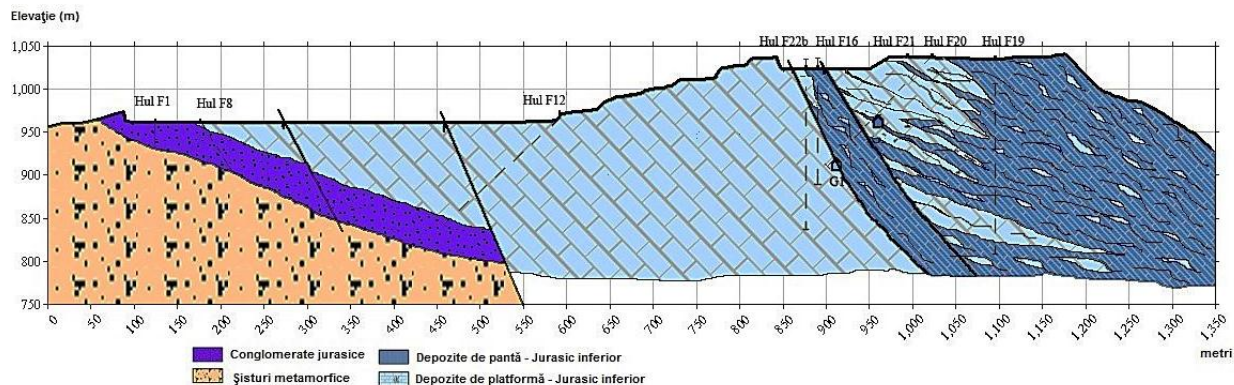 Elevaţie (m)
Hul F22b Hul F16 Hul F21 Hul F20 Hul F19
1,050
1,000
Hul F1 Hul F8 Hul F12
950
900
GI
850
800
750
0 50 100 150 200 250 300 350 400 450 500 550 600 650 700 750 800 850 900 950 1,000 1,050 1,100 1,150 1,200 1,250 1,300 1,350
metri
Conglomerate jurasice Depozite de pantă - Jurasic inferior
Şisturi metamorfice Depozite de platformă - Jurasic inferior